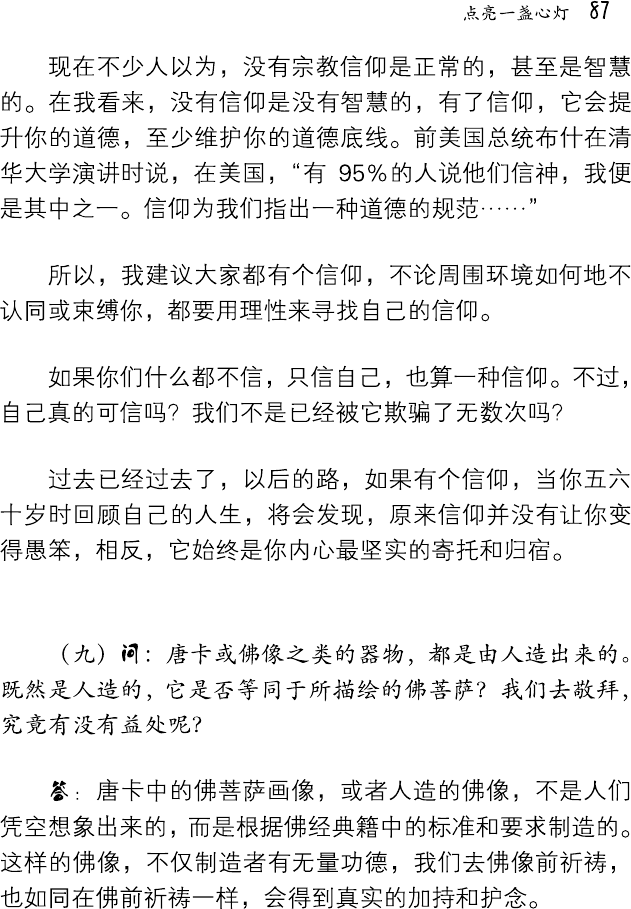 点亮一盏心灯 87
现在不少人以为，没有宗教信仰是正常的，甚至是智慧
的。在我看来，没有信仰是没有智慧的，有了信仰，它会提
升你的道德，至少维护你的道德底线。前美国总统布什在清
华大学演讲时说，在美国，“有 95%的人说他们信神，我便
是其中之一。信仰为我们指出一种道德的规范……”
所以，我建议大家都有个信仰，不论周围环境如何地不
认同或束缚你，都要用理性来寻找自己的信仰。
如果你们什么都不信，只信自己，也算一种信仰。不过，
自己真的可信吗？我们不是已经被它欺骗了无数次吗？
过去已经过去了，以后的路，如果有个信仰，当你五六
十岁时回顾自己的人生，将会发现，原来信仰并没有让你变
得愚笨，相反，它始终是你内心最坚实的寄托和归宿。
（九）问：唐卡或佛像之类的器物，都是由人造出来的。
既然是人造的，它是否等同于所描绘的佛菩萨？我们去敬拜，
究竟有没有益处呢？
答：唐卡中的佛菩萨画像，或者人造的佛像，不是人们
凭空想象出来的，而是根据佛经典籍中的标准和要求制造的。
这样的佛像，不仅制造者有无量功德，我们去佛像前祈祷，
也如同在佛前祈祷一样，会得到真实的加持和护念。